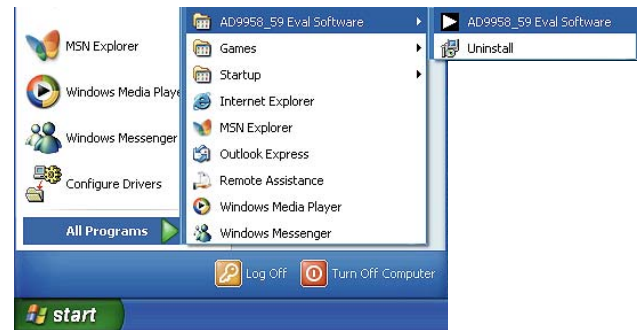 MSN Explorer
Windows Media Playe
Windows Messenger
Configure Drivers
All Programs
AD9958_59 Eval Software
Games
Startup
Internet Explorer
MSN Explorer
Outlook Express
Remote Assistance
Windows Media Player
Windows Messenger
AD9958_59 Eval Software
Uninstall
Log Off
Turn Off Computer
start